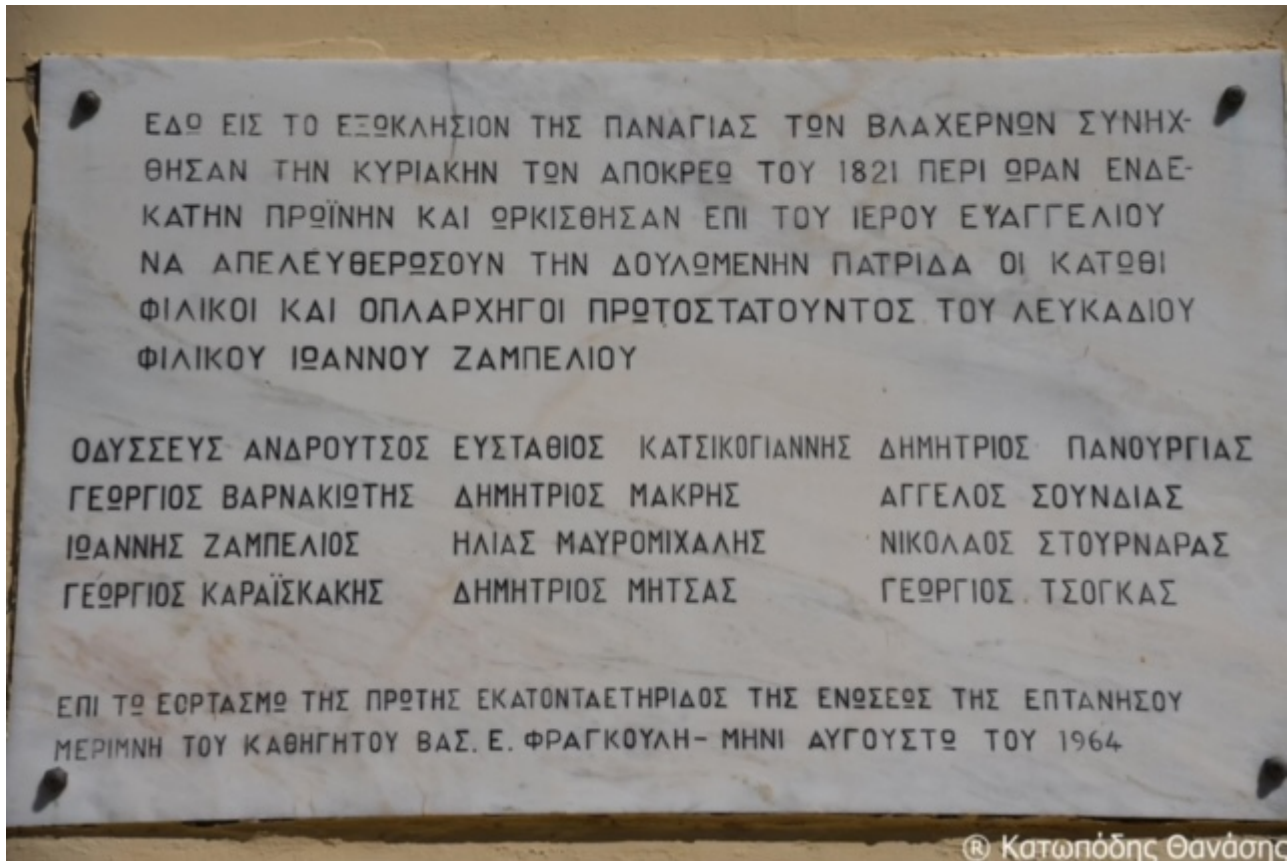 ΕΔΩ ΕΙΣ ΤΟ ΕΞΩΚΛΗΣΙΟΝ ΤΗΣ ΠΑΝΑΓΙΑΣ ΤΩΝ ΒΛΑΧΕΡΝΩΝ ΣΥΝΗΧ-
ΘΗΣΑΝ ΤΗΝ ΚΥΡΙΑΚΗΝ ΤΩΝ ΑΠΟΚΡΕΩ ΤΟΥ 1821 ΠΕΡΙ ΩΡΑΝ ΕΝΔΕ-
ΚΑΤΗΝ ΠΡΩΪΝΗΝ ΚΑΙ ΩΡΚΙΣΘΗΣΑΝ ΕΠΙ ΤΟΥ ΙΕΡΟΥ ΕΥΑΓΓΕΛΙΟΥ
ΝΑ ΑΠΕΛΕΥΘΕΡΩΣΟΥΝ ΤΗΝ ΔΟΥΛΩΜΕΝΗΝ ΠΑΤΡΙΔΑ ΟΙ ΚΑΤΩΘΙ
ΦΙΛΙΚΟΙ ΚΑΙ ΟΠΛΑΡΧΗΓΟΙ ΠΡΩΤΟΣΤΑΤΟΥΝΤΟΣ ΤΟΥ ΛΕΥΚΑΔΙΟΥ
ΦΙΛΙΚΟΥ ΙΩΑΝΝΟΥ ΖΑΜΠΕΛΙΟΥ
ΟΔΥΣΣΕΥΣ ΑΝΔΡΟΥΤΣΟΣ ΕΥΣΤΑΘΙΟΣ ΚΑΤΣΙΚΟΓΙΑΝΝΗΣ ΔΗΜΗΤΡΙΟΣ ΠΑΝΟΥΡΓΙΑΣ
ΓΕΩΡΓΙΟΣ ΒΑΡΝΑΚΙΩΤΗΣ ΔΗΜΗΤΡΙΟΣ ΜΑΚΡΗΣ ΑΓΓΕΛΟΣ ΣΟΥΝΔΙΑΣ
ΙΩΑΝΝΗΣ ΖΑΜΠΕΛΙΟΣ ΗΛΙΑΣ ΜΑΥΡΟΜΙΧΑΛΗΣ ΝΙΚΟΛΑΟΣ ΣΤΟΥΡΝΑΡΑΣ
ΓΕΩΡΓΙΟΣ ΚΑΡΑΪΣΚΑΚΗΣ ΔΗΜΗΤΡΙΟΣ ΜΗΤΣΑΣ ΓΕΩΡΓΙΟΣ ΤΣΟΓΚΑΣ
ΕΠΙ ΤΩ ΕΟΡΤΑΣΜΩ ΤΗΣ ΠΡΩΤΗΣ ΕΚΑΤΟΝΤΑΕΤΗΡΙΔΟΣ ΤΗΣ ΕΝΩΣΕΩΣ ΤΗΣ ΕΠΤΑΝΗΣΟΥ
ΜΕΡΙΜΝΗ ΤΟΥ ΚΑΘΗΓΗΤΟΥ ΒΑΣ. Ε. ΦΡΑΓΚΟΥΛΗ - ΜΗΝΙ ΑΥΓΟΥΣΤΩ ΤΟΥ 1964
® Κατωπόδης Θανάσης